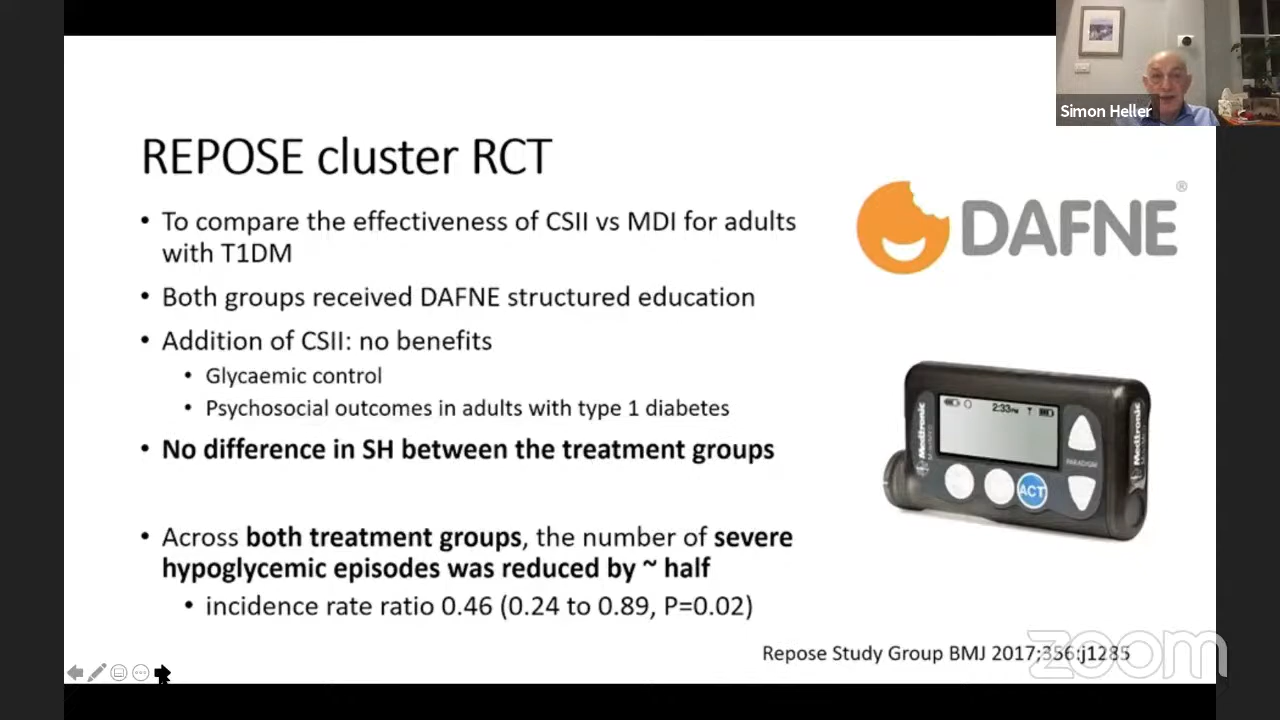 Simon Heller
REPOSE cluster RCT
• To compare the effectiveness of CSII vs MDI for adults
with T1DM
• Both groups received DAFNE structured education
• Addition of CSII: no benefits
• Glycaemic control
• Psychosocial outcomes in adults with type 1 diabetes
• No difference in SH between the treatment groups
• Across both treatment groups, the number of severe
hypoglycemic episodes was reduced by ~ half
• incidence rate ratio 0.46 (0.24 to 0.89, P=0.02)
DAFNE®
2:33PM
Medtronic
Medtronic
PARADIGM
ACT
Repose Study Group BMJ 2017;356:j1285
zoom